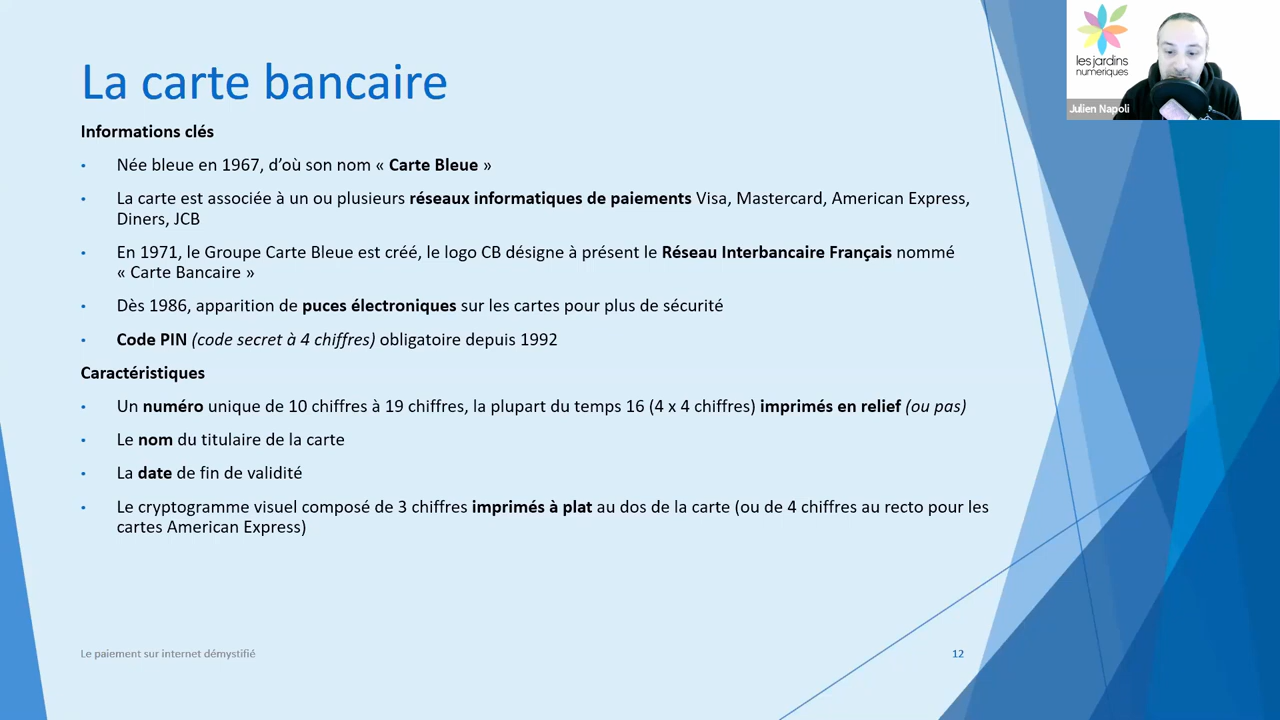 La carte bancaire
Informations clés
▪ Née bleue en 1967, d’où son nom « Carte Bleue »
▪ La carte est associée à un ou plusieurs réseaux informatiques de paiements Visa, Mastercard, American Express,
Diners, JCB
▪ En 1971, le Groupe Carte Bleue est créé, le logo CB désigne à présent le Réseau Interbancaire Français nommé
« Carte Bancaire »
▪ Dès 1986, apparition de puces électroniques sur les cartes pour plus de sécurité
▪ Code PIN (code secret à 4 chiffres) obligatoire depuis 1992
Caractéristiques
▪ Un numéro unique de 10 chiffres à 19 chiffres, la plupart du temps 16 (4 x 4 chiffres) imprimés en relief (ou pas)
▪ Le nom du titulaire de la carte
▪ La date de fin de validité
▪ Le cryptogramme visuel composé de 3 chiffres imprimés à plat au dos de la carte (ou de 4 chiffres au recto pour les
cartes American Express)
Le paiement sur internet démystifié
12
les jardins
numeriques
Julien Napoli